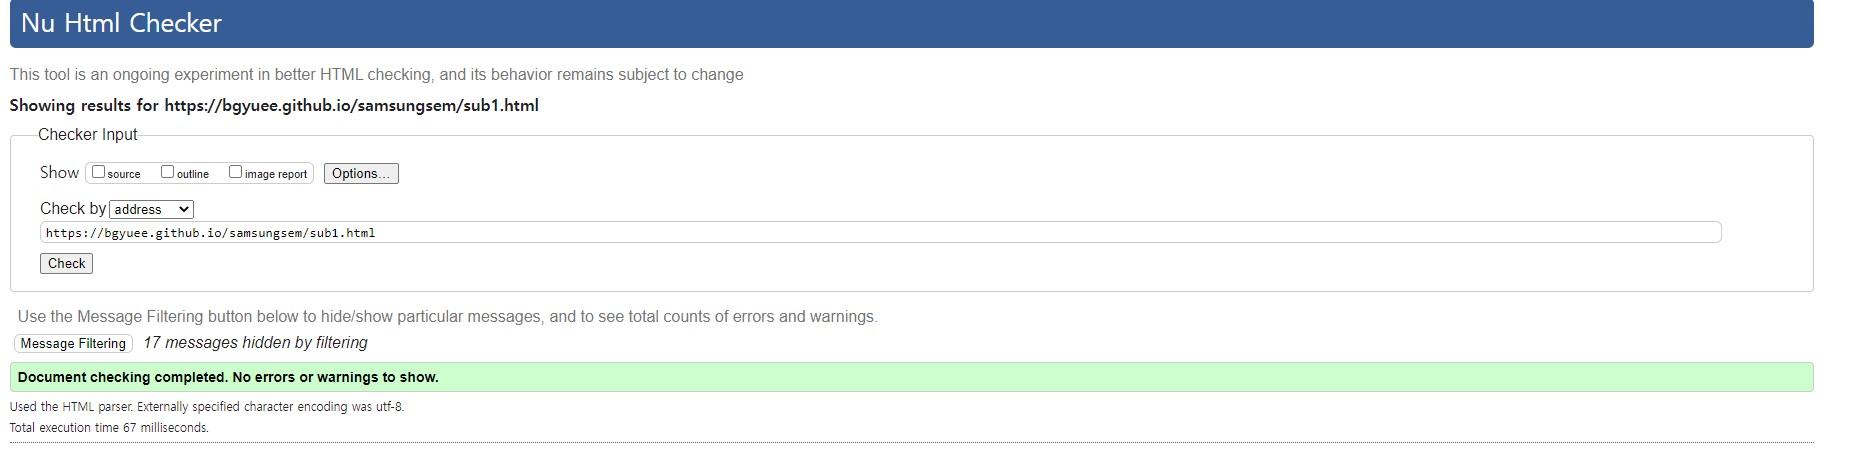 Nu Html Checker
This tool is an ongoing experiment in better HTML checking, and its behavior remains subject to change
Showing results for https://bgyuee.github.io/samsungsem/sub1.html
Checker Input
Show source outline image report Options...
Check by address
https://bgyuee.github.io/samsungsem/sub1.html
Check
Use the Message Filtering button below to hide/show particular messages, and to see total counts of errors and warnings.
Message Filtering 17 messages hidden by filtering
Document checking completed. No errors or warnings to show.
Used the HTML parser. Externally specified character encoding was utf-8.
Total execution time 67 milliseconds.